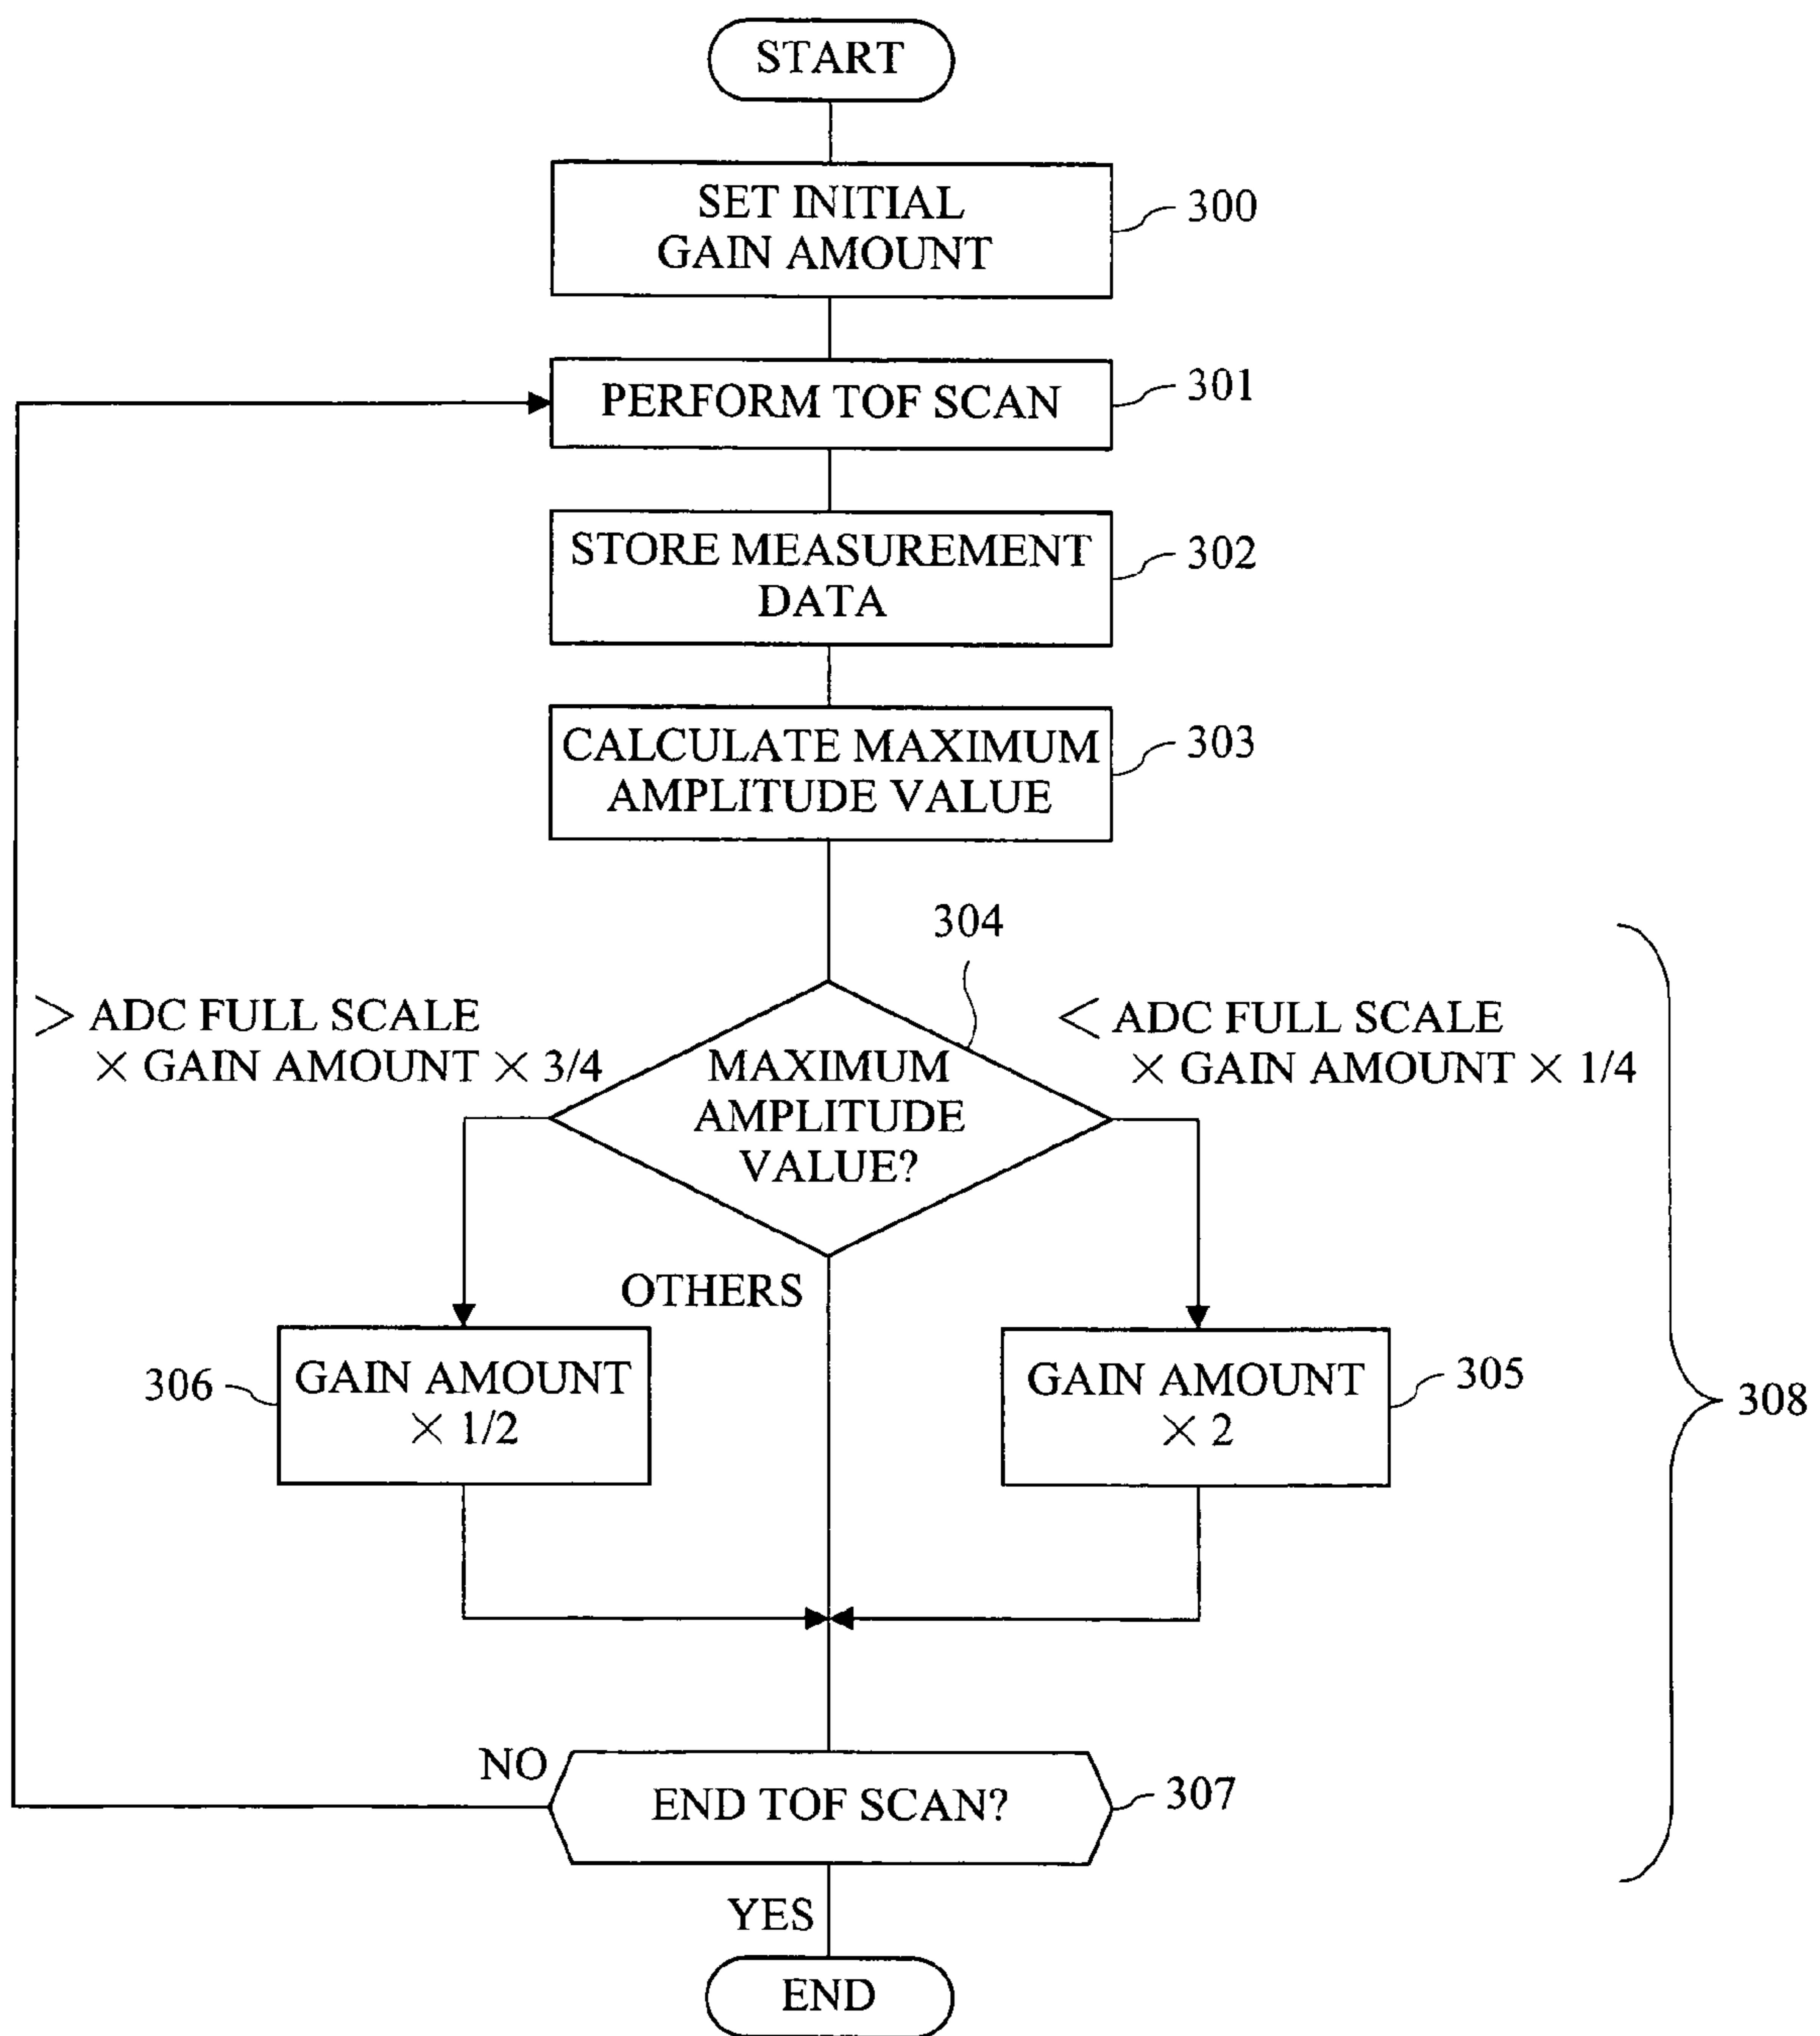 START
SET INITIAL
GAIN AMOUNT
300
PERFORM TOF SCAN
301
STORE MEASUREMENT
DATA
302
CALCULATE MAXIMUM
AMPLITUDE VALUE
303
304
> ADC FULL SCALE
× GAIN AMOUNT × 3/4
< ADC FULL SCALE
× GAIN AMOUNT × 1/4
MAXIMUM
AMPLITUDE
VALUE?
OTHERS
306
GAIN AMOUNT
× 1/2
GAIN AMOUNT
× 2
305
308
NO
END TOF SCAN?
307
YES
END